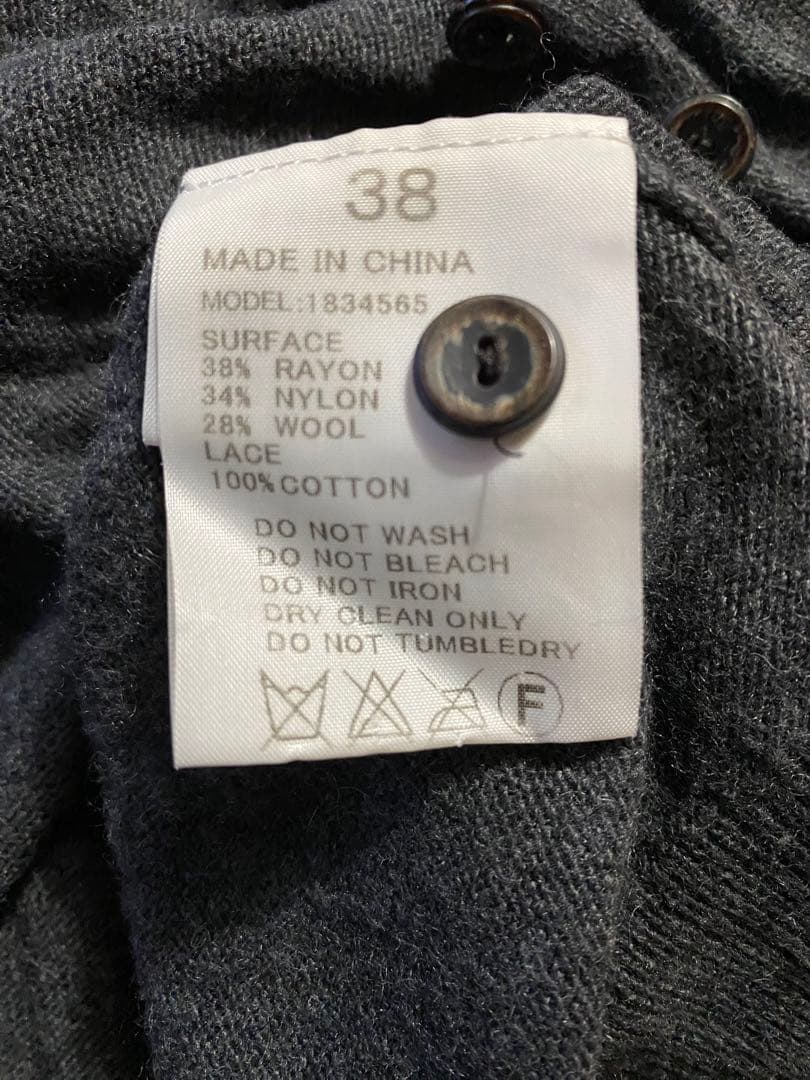 38
MADE IN CHINA
MODEL:1834565
SURFACE
38% RAYON
34% NYLON
28% WOOL
LACE
100% COTTON
DO NOT WASH
DO NOT BLEACH
DO NOT IRON
DRY CLEAN ONLY
DO NOT TUMBLEDRY
F